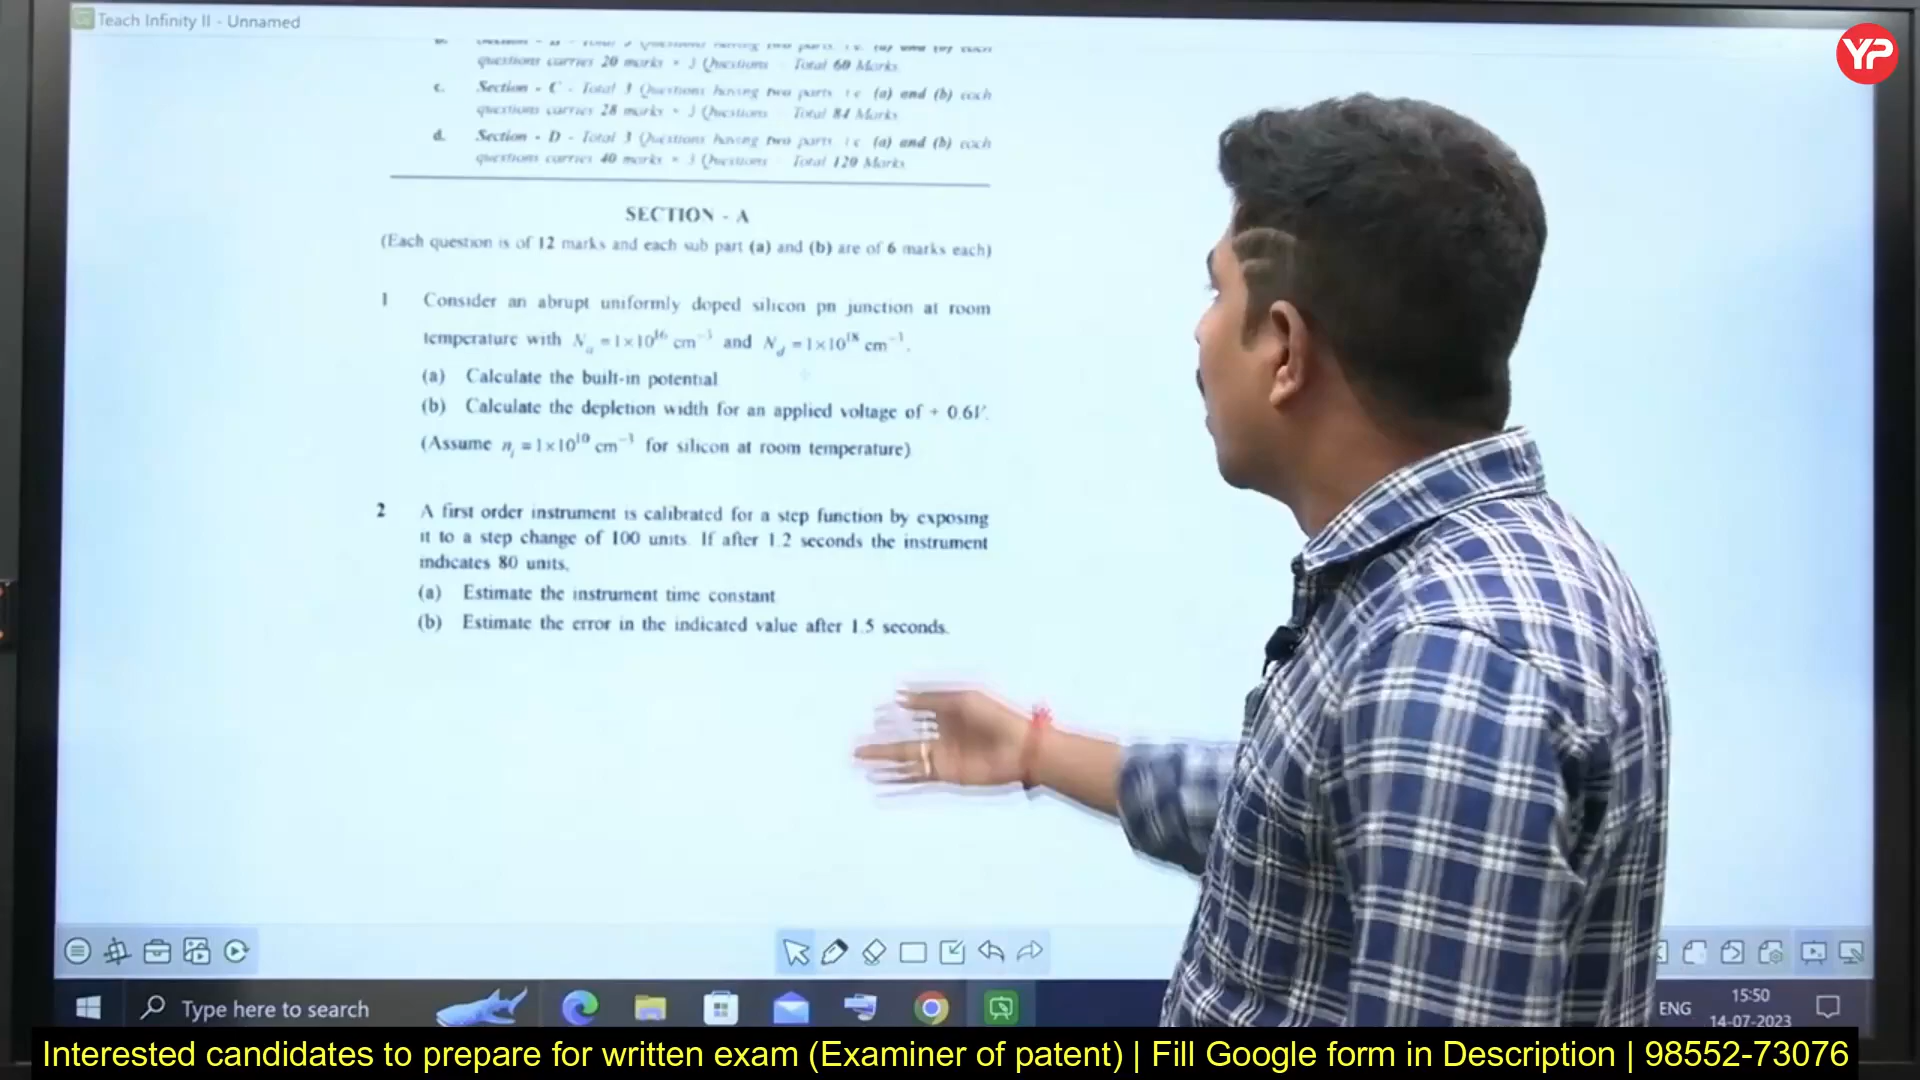 Teach Infinity II - Unnamed
YP
questions carries 20 marks × 3 Questions Total 60 Marks
c. Section - C - Total 3 Questions having two parts i.e. (a) and (b) each
questions carries 28 marks × 3 Questions Total 84 Marks
d. Section - D - Total 3 Questions having two parts i.e. (a) and (b) each
questions carries 40 marks × 3 Questions Total 120 Marks
SECTION - A
(Each question is of 12 marks and each sub part (a) and (b) are of 6 marks each)
1 Consider an abrupt uniformly doped silicon pn junction at room
temperature with Nₐ = 1×10¹⁶ cm⁻³ and N_d = 1×10¹⁸ cm⁻³.
(a) Calculate the built-in potential
(b) Calculate the depletion width for an applied voltage of + 0.6V.
(Assume nᵢ = 1×10¹⁰ cm⁻³ for silicon at room temperature)
2 A first order instrument is calibrated for a step function by exposing
it to a step change of 100 units. If after 1.2 seconds the instrument
indicates 80 units,
(a) Estimate the instrument time constant
(b) Estimate the error in the indicated value after 1.5 seconds.
Type here to search
ENG
15:50
14-07-2023
Interested candidates to prepare for written exam (Examiner of patent) | Fill Google form in Description | 98552-73076